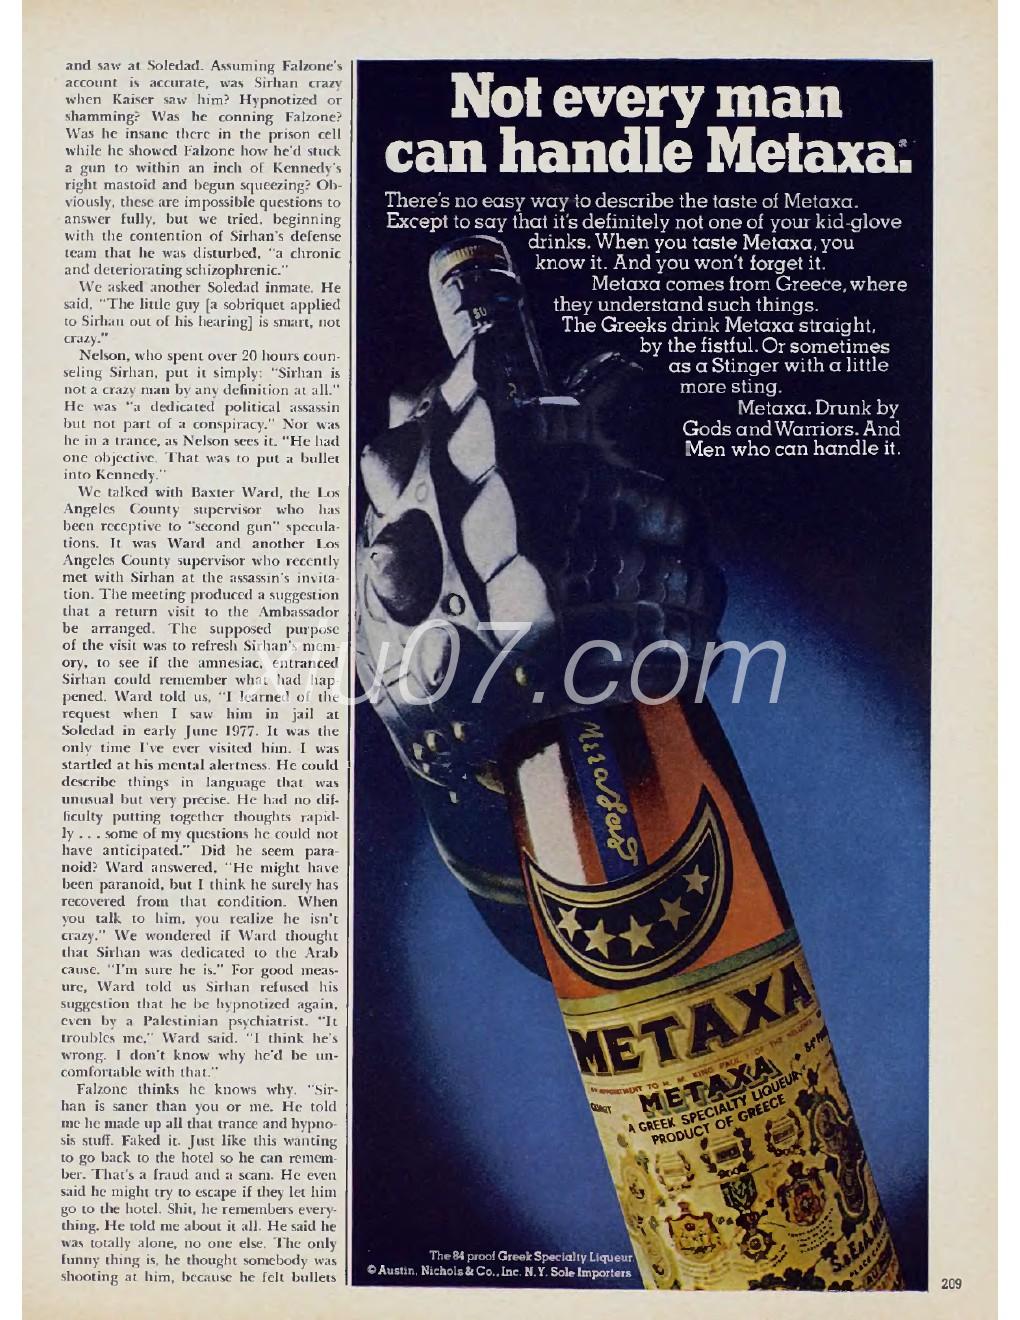 and saw at Soledad. Assuming Falzone's
account is accurate, was Sirhan crazy
when Kaiser saw him? Hypnotized or
shamming? Was he conning Falzone?
Was he insane there in the prison cell
while he showed Falzone how he'd stuck
a gun to within an inch of Kennedy's
right mastoid and begun squeezing? Ob-
viously, these are impossible questions to
answer fully, but we tried, beginning
with the contention of Sirhan's defense
team that he was disturbed, "a chronic
and deteriorating schizophrenic."
We asked another Soledad inmate. He
said, "The little guy [a sobriquet applied
to Sirhan out of his hearing] is smart, not
crazy."
Nelson, who spent over 20 hours coun-
seling Sirhan, put it simply: "Sirhan is
not a crazy man by any definition at all."
He was "a dedicated political assassin
but not part of a conspiracy." Nor was
he in a trance, as Nelson sees it. "He had
one objective. That was to put a bullet
into Kennedy."
We talked with Baxter Ward, the Los
Angeles County supervisor who has
been receptive to "second gun" specula-
tions. It was Ward and another Los
Angeles County supervisor who recently
met with Sirhan at the assassin's invita-
tion. The meeting produced a suggestion
that a return visit to the Ambassador
be arranged. The supposed purpose
of the visit was to refresh Sirhan's mem-
ory, to see if the amnesiac, entranced
Sirhan could remember what had hap-
pened. Ward told us, "I learned of the
request when I saw him in jail at
Soledad in early June 1977. It was the
only time I've ever visited him. I was
startled at his mental alertness. He could
describe things in language that was
unusual but very precise. He had no dif-
ficulty putting together thoughts rapid-
ly . . . some of my questions he could not
have anticipated." Did he seem para-
noid? Ward answered, "He might have
been paranoid, but I think he surely has
recovered from that condition. When
you talk to him, you realize he isn't
crazy." We wondered if Ward thought
that Sirhan was dedicated to the Arab
cause. "I'm sure he is." For good meas-
ure, Ward told us Sirhan refused his
suggestion that he be hypnotized again,
even by a Palestinian psychiatrist. "It
troubles me," Ward said. "I think he's
wrong. I don't know why he'd be un-
comfortable with that."
Falzone thinks he knows why. "Sir-
han is saner than you or me. He told
me he made up all that trance and hypno-
sis stuff. Faked it. Just like this wanting
to go back to the hotel so he can remem-
ber. That's a fraud and a scam. He even
said he might try to escape if they let him
go to the hotel. Shit, he remembers every-
thing. He told me about it all. He said he
was totally alone, no one else. The only
funny thing is, he thought somebody was
shooting at him, because he felt bullets
Not every man
can handle Metaxa.®
There's no easy way to describe the taste of Metaxa.
Except to say that it's definitely not one of your kid-glove
drinks. When you taste Metaxa, you
know it. And you won't forget it.
Metaxa comes from Greece, where
they understand such things.
The Greeks drink Metaxa straight,
by the fistful. Or sometimes
as a Stinger with a little
more sting.
Metaxa. Drunk by
Gods and Warriors. And
Men who can handle it.
xiu07.com
METAXA
BY APPOINTMENT TO H. M. KING PAUL I OF THE HELLENES
84 PROOF
METAXA
A GREEK SPECIALTY LIQUEUR
PRODUCT OF GREECE
The 84 proof Greek Specialty Liqueur
© Austin, Nichols & Co., Inc. N.Y. Sole Importers
209